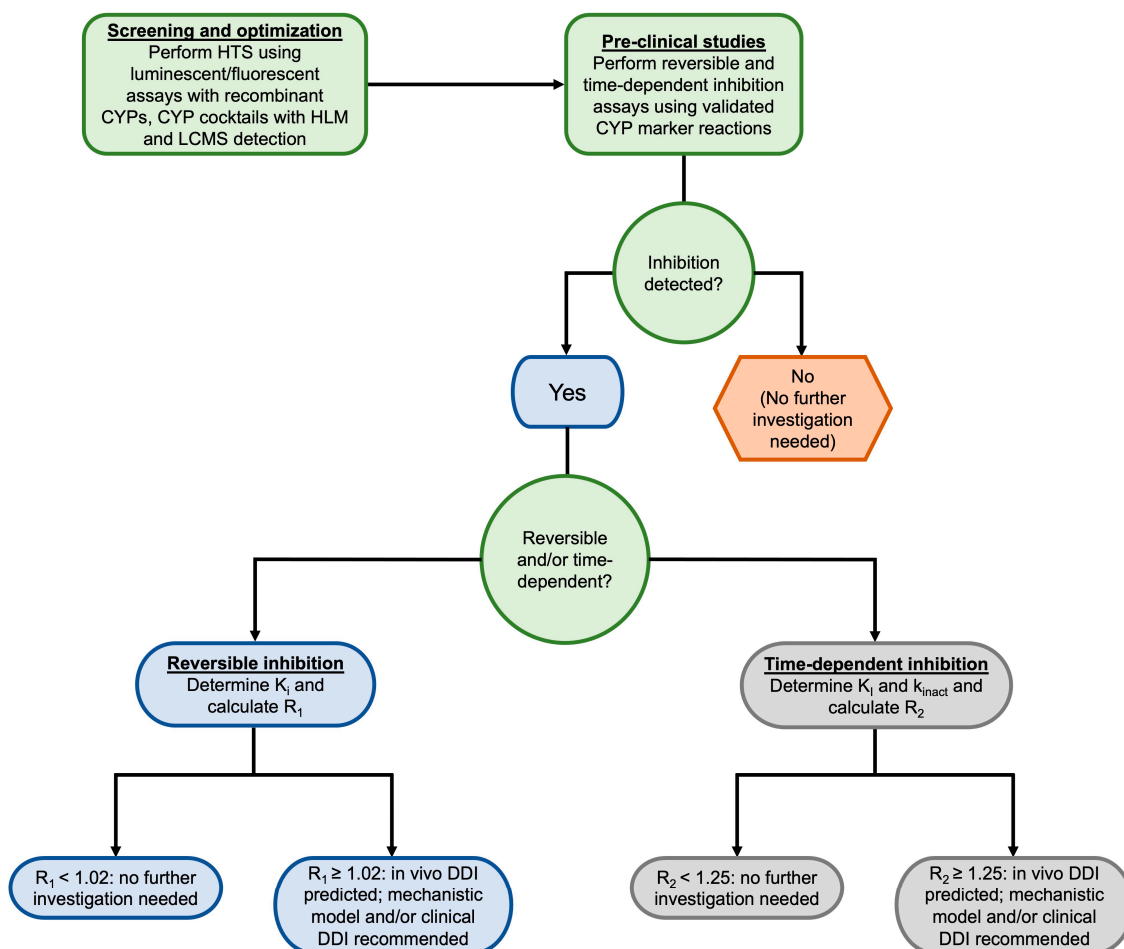 Screening and optimization
Perform HTS using
luminescent/fluorescent
assays with recombinant
CYPs, CYP cocktails with HLM
and LCMS detection
Pre-clinical studies
Perform reversible and
time-dependent inhibition
assays using validated
CYP marker reactions
Inhibition
detected?
Yes
No
(No further
investigation
needed)
Reversible
and/or time-
dependent?
Reversible inhibition
Determine Kᵢ and
calculate R₁
Time-dependent inhibition
Determine K_I and k_inact and
calculate R₂
R₁ < 1.02: no further
investigation needed
R₁ ≥ 1.02: in vivo DDI
predicted; mechanistic
model and/or clinical
DDI recommended
R₂ < 1.25: no further
investigation needed
R₂ ≥ 1.25: in vivo DDI
predicted; mechanistic
model and/or clinical
DDI recommended